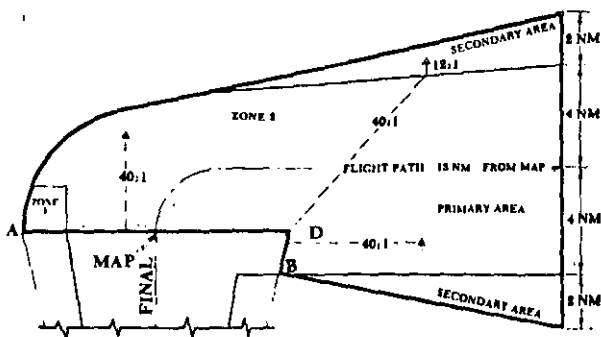 SECONDARY AREA
2 NM
12:1
ZONE 2
40:1
4 NM
40:1
FLIGHT PATH 15 NM FROM MAP
ZONE
PRIMARY AREA
A
D
4 NM
40:1
MAP
B
FINAL
SECONDARY AREA
2 NM